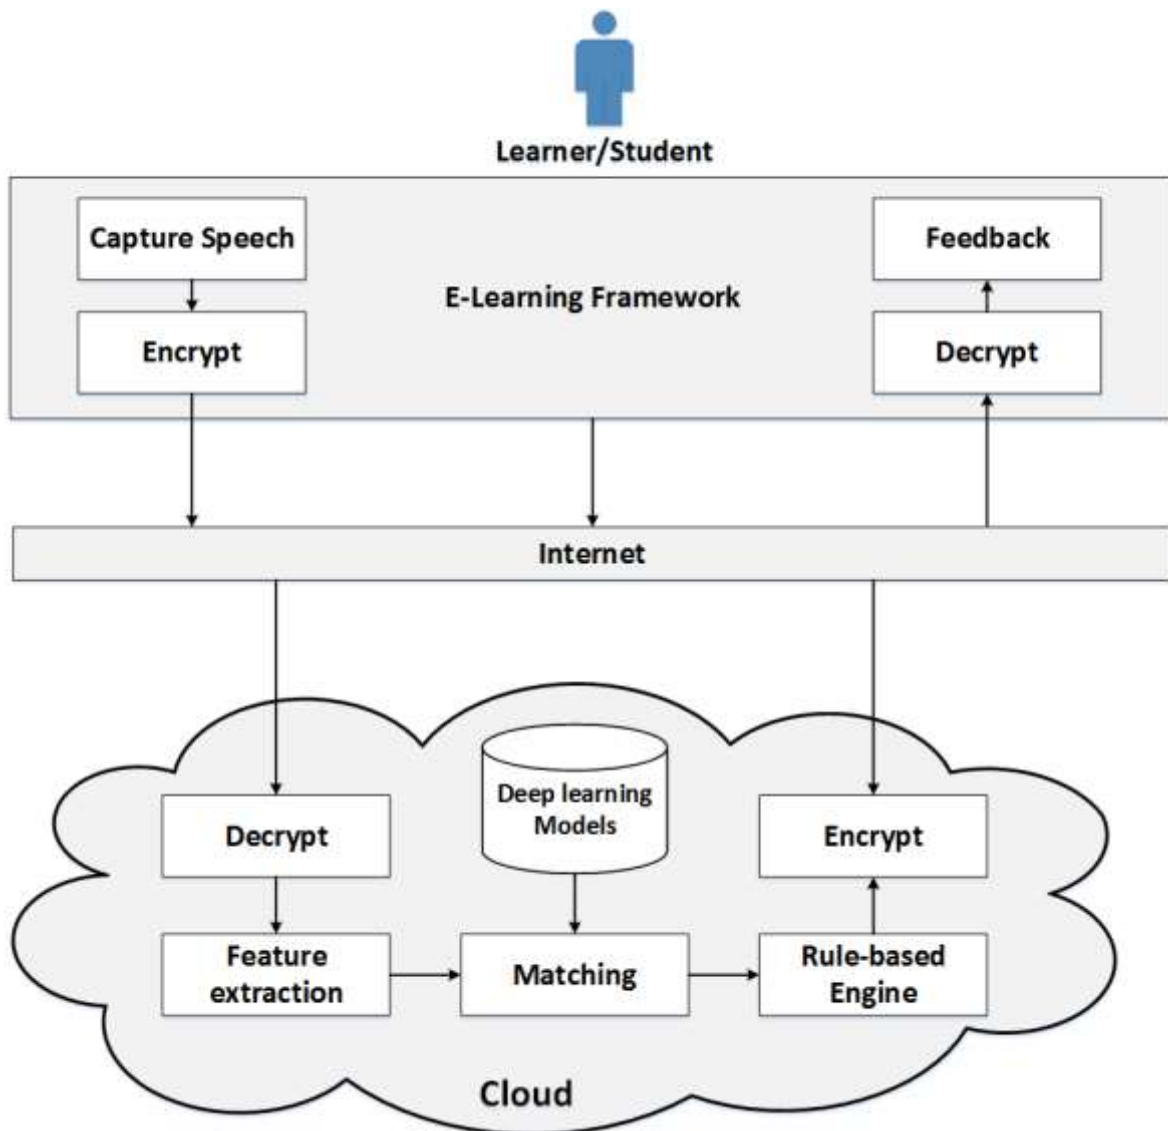 Learner/Student
Capture Speech
Feedback
E-Learning Framework
Encrypt
Decrypt
Internet
Deep learning
Models
Decrypt
Encrypt
Feature
extraction
Matching
Rule-based
Engine
Cloud